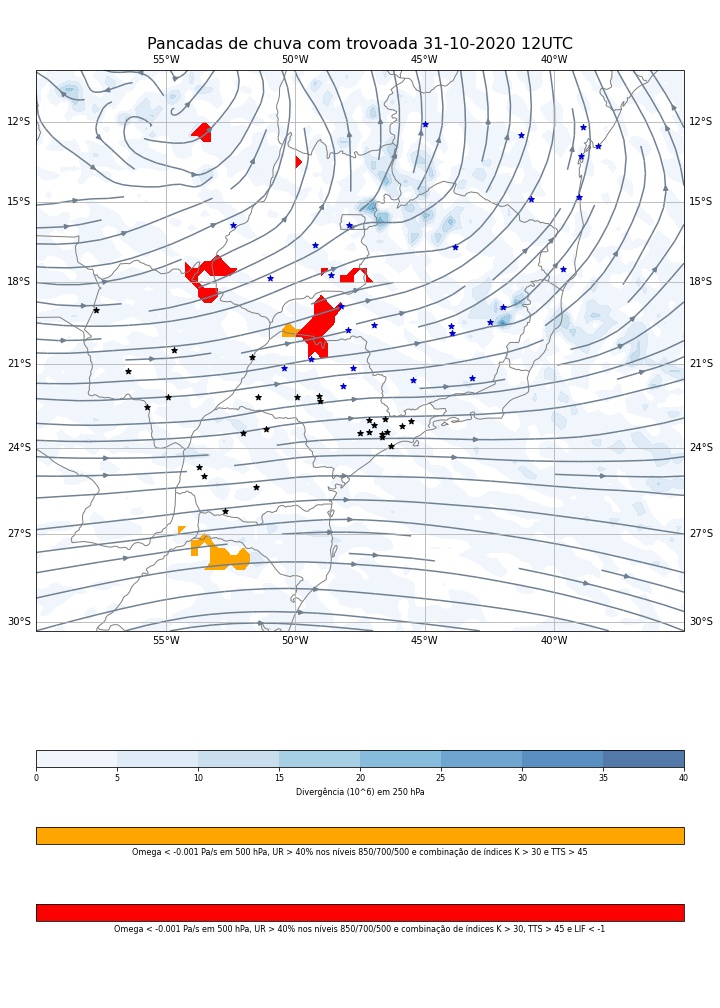 Pancadas de chuva com trovoada 31-10-2020 12UTC
55°W 50°W 45°W 40°W
12°S 12°S
15°S 15°S
18°S 18°S
21°S 21°S
24°S 24°S
27°S 27°S
30°S 30°S
55°W 50°W 45°W 40°W
0 5 10 15 20 25 30 35 40
Divergência (10^6) em 250 hPa
Omega < -0.001 Pa/s em 500 hPa, UR > 40% nos níveis 850/700/500 e combinação de índices K > 30 e TTS > 45
Omega < -0.001 Pa/s em 500 hPa, UR > 40% nos níveis 850/700/500 e combinação de índices K > 30, TTS > 45 e LIF < -1